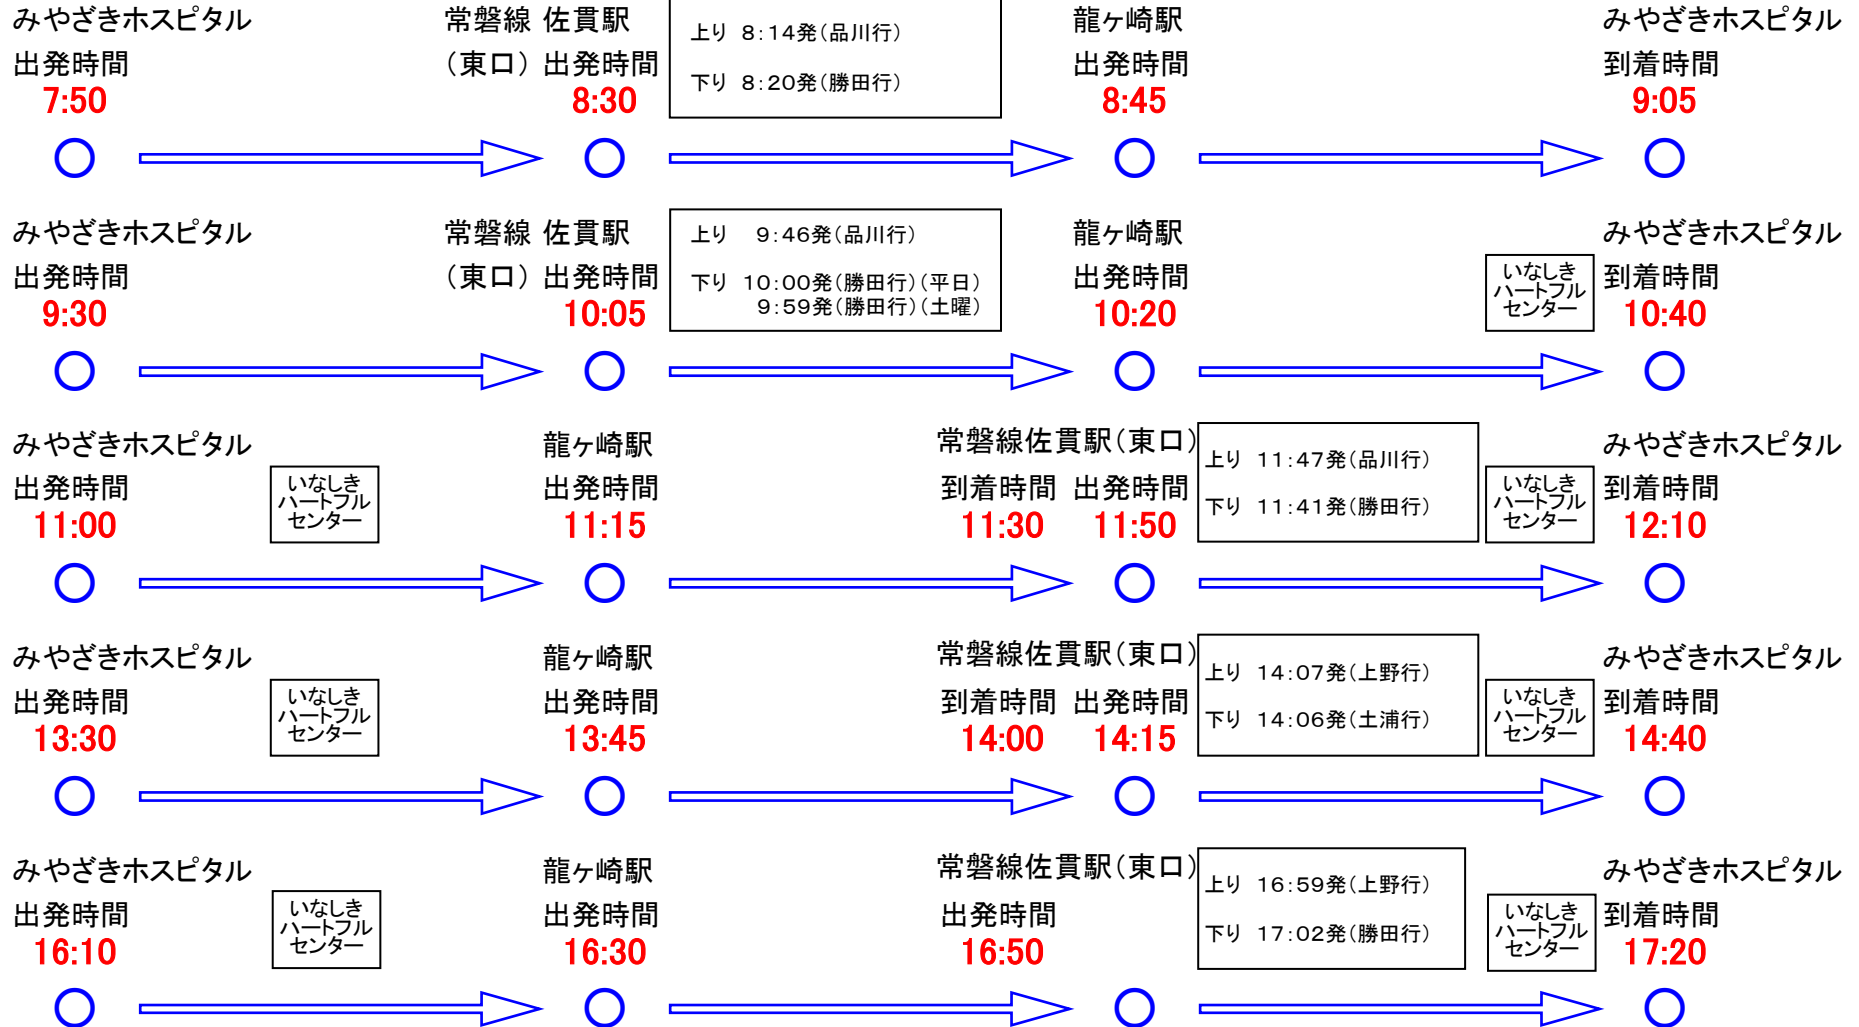 みやざきホスピタル
出発時間
7:50
常磐線 佐貫駅
（東口） 出発時間
8:30
上り 8:14発(品川行)
下り 8:20発(勝田行)
龍ヶ崎駅
出発時間
8:45
みやざきホスピタル
到着時間
9:05
みやざきホスピタル
出発時間
9:30
常磐線 佐貫駅
（東口） 出発時間
10:05
上り 9:46発(品川行)
下り 10:00発(勝田行)(平日)
9:59発(勝田行)(土曜)
龍ヶ崎駅
出発時間
10:20
いなしき
ハートフル
センター
みやざきホスピタル
到着時間
10:40
みやざきホスピタル
出発時間
11:00
いなしき
ハートフル
センター
龍ヶ崎駅
出発時間
11:15
常磐線佐貫駅(東口)
到着時間 出発時間
11:30 11:50
上り 11:47発(品川行)
下り 11:41発(勝田行)
いなしき
ハートフル
センター
みやざきホスピタル
到着時間
12:10
みやざきホスピタル
出発時間
13:30
いなしき
ハートフル
センター
龍ヶ崎駅
出発時間
13:45
常磐線佐貫駅(東口)
到着時間 出発時間
14:00 14:15
上り 14:07発(上野行)
下り 14:06発(土浦行)
いなしき
ハートフル
センター
みやざきホスピタル
到着時間
14:40
みやざきホスピタル
出発時間
16:10
いなしき
ハートフル
センター
龍ヶ崎駅
出発時間
16:30
常磐線佐貫駅(東口)
出発時間
16:50
上り 16:59発(上野行)
下り 17:02発(勝田行)
いなしき
ハートフル
センター
みやざきホスピタル
到着時間
17:20